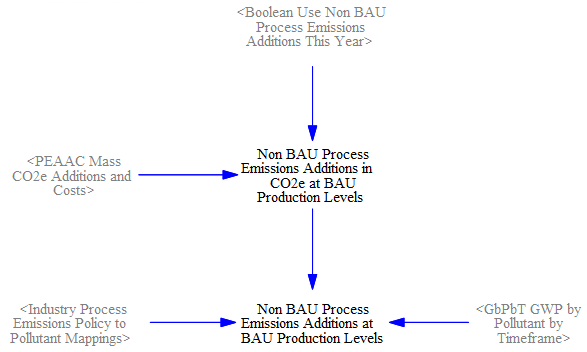 <Boolean Use Non BAU
Process Emissions
Additions This Year>
<PEAAC Mass
CO2e Additions and
Costs>
Non BAU Process
Emissions Additions in
CO2e at BAU
Production Levels
<Industry Process
Emissions Policy to
Pollutant Mappings>
Non BAU Process
Emissions Additions at
BAU Production Levels
<GbPbT GWP by
Pollutant by
Timeframe>